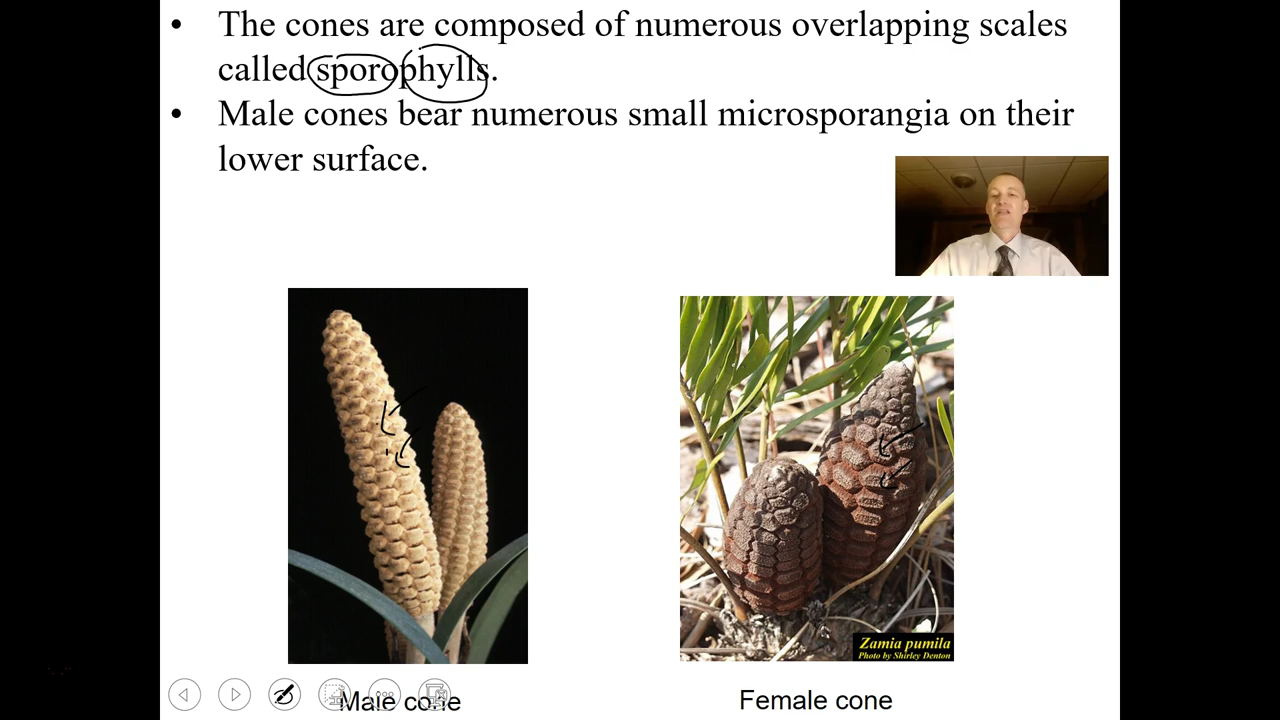 • The cones are composed of numerous overlapping scales
called sporophylls.
• Male cones bear numerous small microsporangia on their
lower surface.
Zamia pumila
Photo by Shirley Denton
Male cone
Female cone